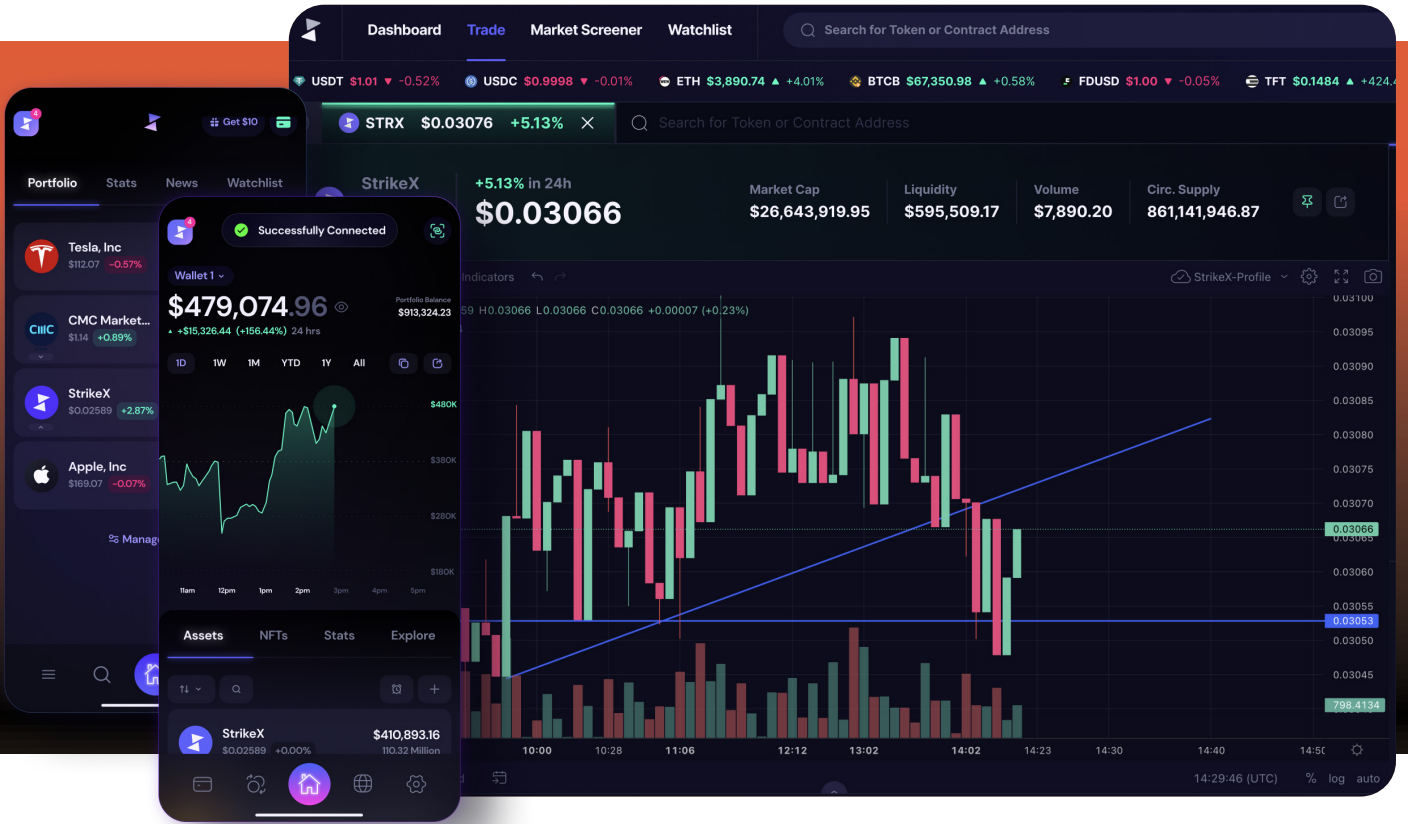 Dashboard Trade Market Screener Watchlist Search for Token or Contract Address
USDT $1.01 ▼ -0.52% USDC $0.9998 ▼ -0.01% ETH $3,890.74 ▲ +4.01% BTCB $67,350.98 ▲ +0.58% FDUSD $1.00 ▼ -0.05% TFT $0.1484 ▲ +424.4
STRX $0.03076 +5.13% Search for Token or Contract Address
StrikeX
+5.13% in 24h
$0.03066
Market Cap
$26,643,919.95
Liquidity
$595,509.17
Volume
$7,890.20
Circ. Supply
861,141,946.87
Indicators
StrikeX-Profile
59 H0.03066 L0.03066 C0.03066 +0.00007 (+0.23%)
0.03100
0.03095
0.03090
0.03085
0.03080
0.03075
0.03070
0.03066
0.03065
0.03060
0.03055
0.03053
0.03050
0.03045
798.4134
10:00 10:28 11:06 12:12 13:02 14:02 14:23 14:30 14:40 14:50
14:29:46 (UTC) % log auto
4
Get $10
Portfolio Stats News Watchlist
Tesla, Inc
$112.07 -0.57%
CMC
CMC Market...
$1.14 +0.89%
StrikeX
$0.02589 +2.87%
Apple, Inc
$169.07 -0.07%
Manage
4
Successfully Connected
Wallet 1
$479,074.96
Portfolio Balance
$913,324.23
▲ +$15,326.44 (+156.44%) 24 hrs
1D 1W 1M YTD 1Y All
$480K
$380K
$280K
$180K
11am 12pm 1pm 2pm 3pm 4pm 5pm
Assets NFTs Stats Explore
StrikeX $410,893.16
$0.02589 +0.00% 110.32 Million